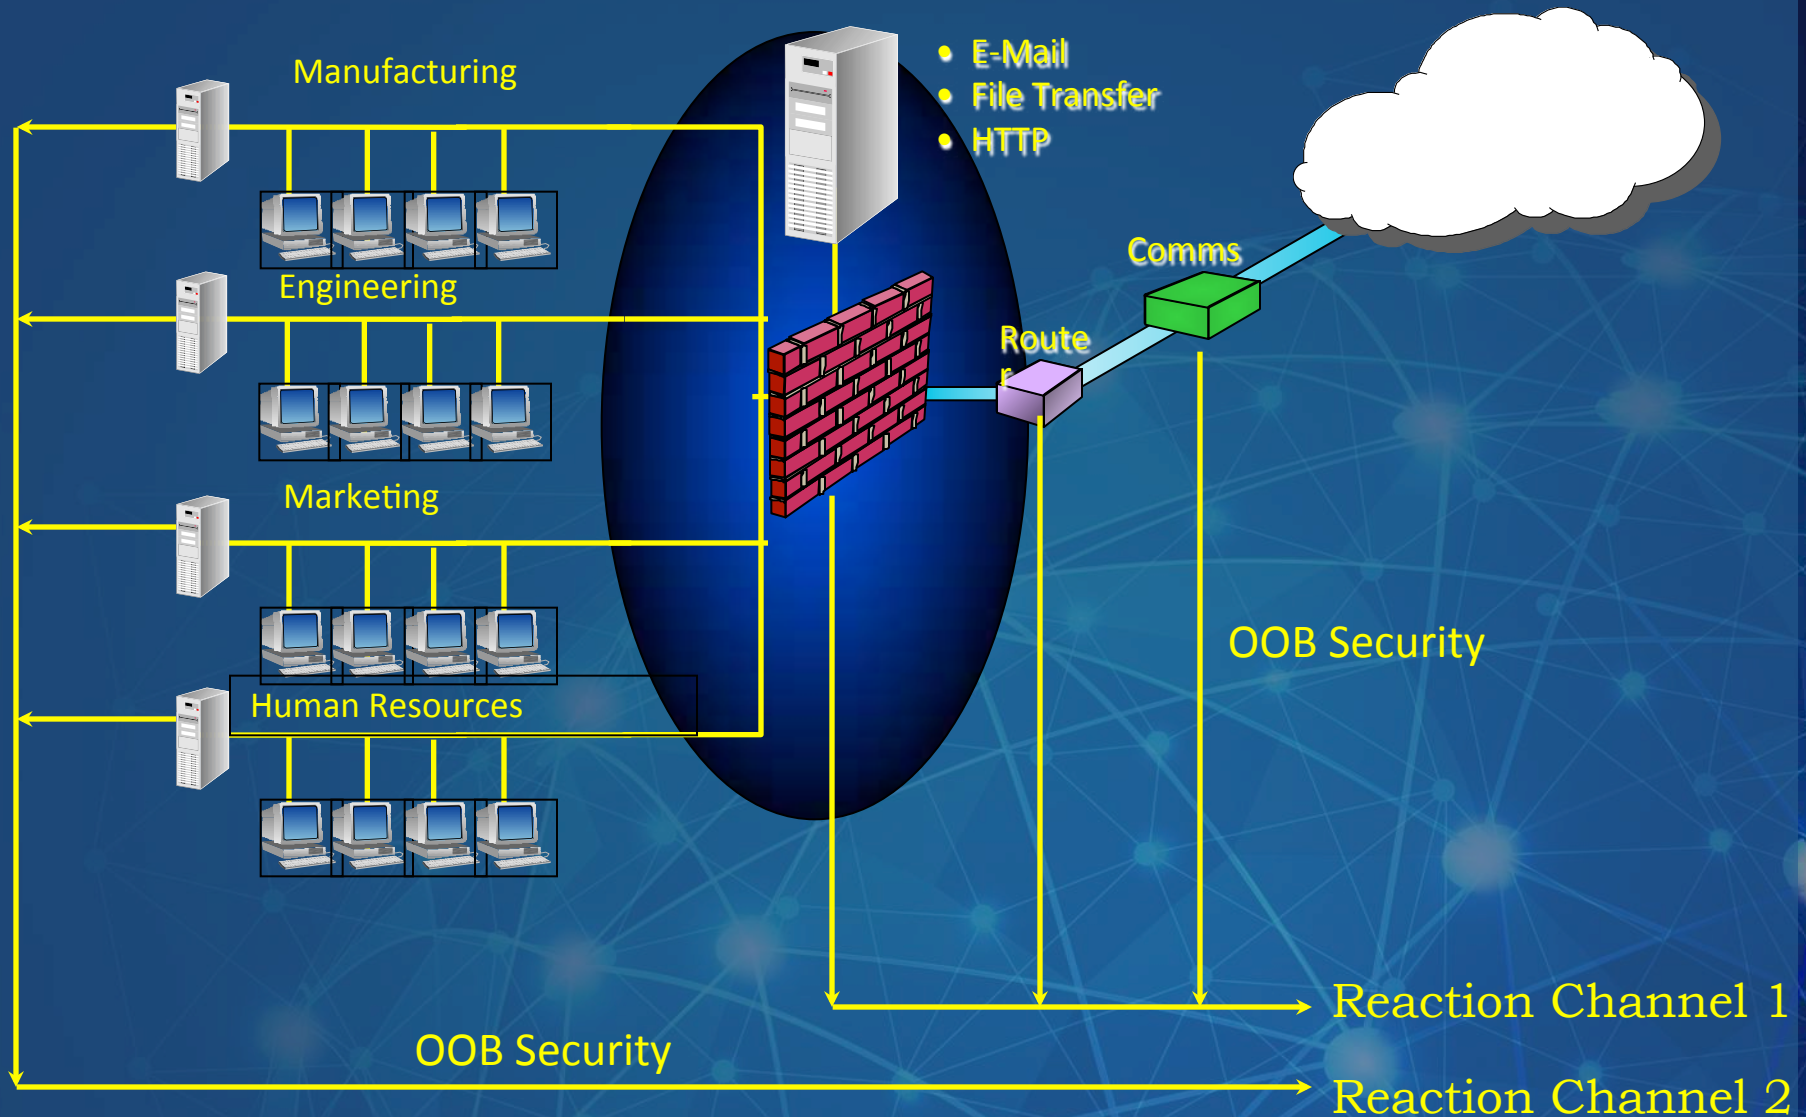 Manufacturing
• E-Mail
• File Transfer
• HTTP
Comms
Engineering
Route
r
Marketing
OOB Security
Human Resources
Reaction Channel 1
OOB Security
Reaction Channel 2